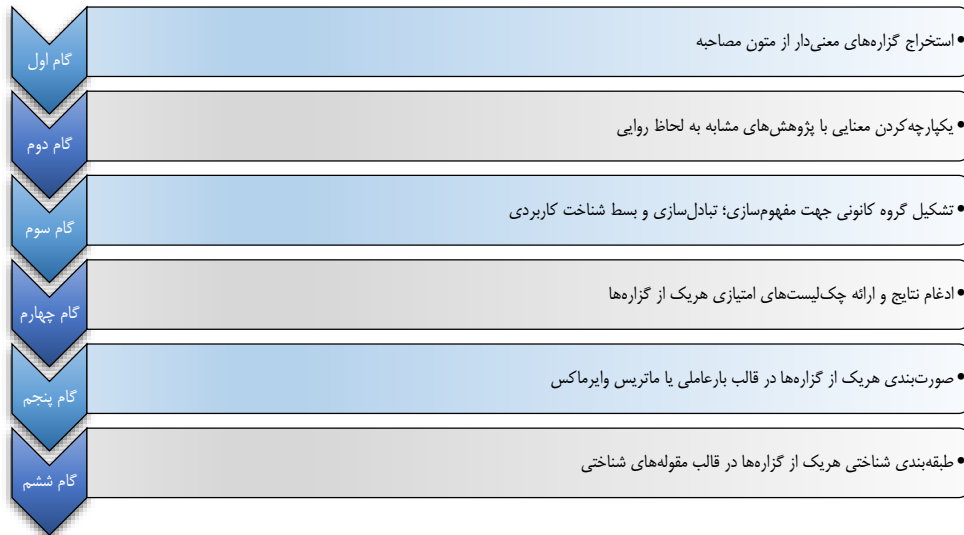 گام اول
•استخراج گزاره‌های معنی‌دار از متون مصاحبه
گام دوم
•یکپارچه‌کردن معنایی با پژوهش‌های مشابه به لحاظ روایی
گام سوم
•تشکیل گروه کانونی جهت مفهوم‌سازی؛ تبادل‌سازی و بسط شناخت کاربردی
گام چهارم
•ادغام نتایج و ارائه چک‌لیست‌های امتیازی هریک از گزاره‌ها
گام پنجم
•صورت‌بندی هریک از گزاره‌ها در قالب بارعاملی یا ماتریس وایرماکس
گام ششم
•طبقه‌بندی شناختی هریک از گزاره‌ها در قالب مقوله‌های شناختی